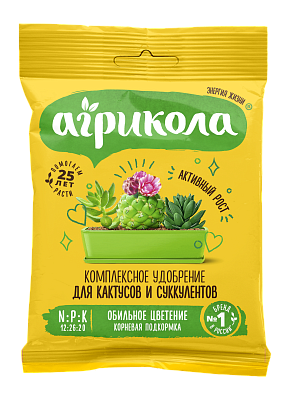 ЭНЕРГИЯ ЖИЗНИ
агрикола
ПОМОГАЕМ
25 ЛЕТ
РАСТИ
АКТИВНЫЙ РОСТ
КОМПЛЕКСНОЕ УДОБРЕНИЕ
ДЛЯ КАКТУСОВ И СУККУЛЕНТОВ
N:P:K
12:26:20
ОБИЛЬНОЕ ЦВЕТЕНИЕ
КОРНЕВАЯ ПОДКОРМКА
БРЕНД
№1
В РОССИИ